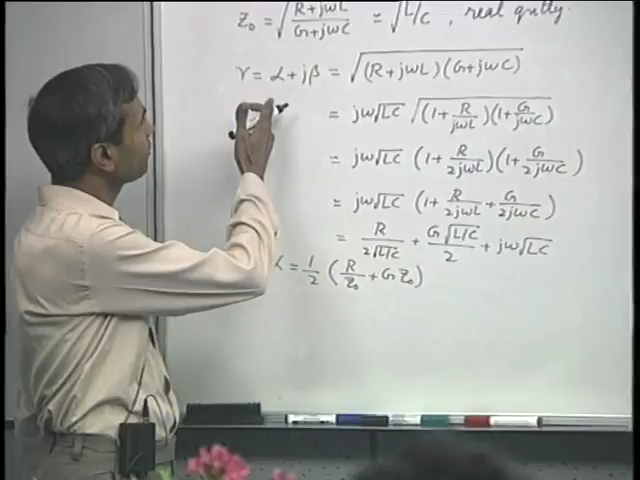 Z₀ = √((R+jωL)/(G+jωC)) ≅ √(L/C) , real qntty.
γ = α + jβ = √((R+jωL)(G+jωC))
= jω√LC √((1+R/jωL)(1+G/jωC))
= jω√LC (1+R/2jωL)(1+G/2jωC)
= jω√LC (1+R/2jωL + G/2jωC)
= R/(2√(L/C)) + G√(L/C)/2 + jω√LC
α = 1/2 (R/Z₀ + GZ₀)